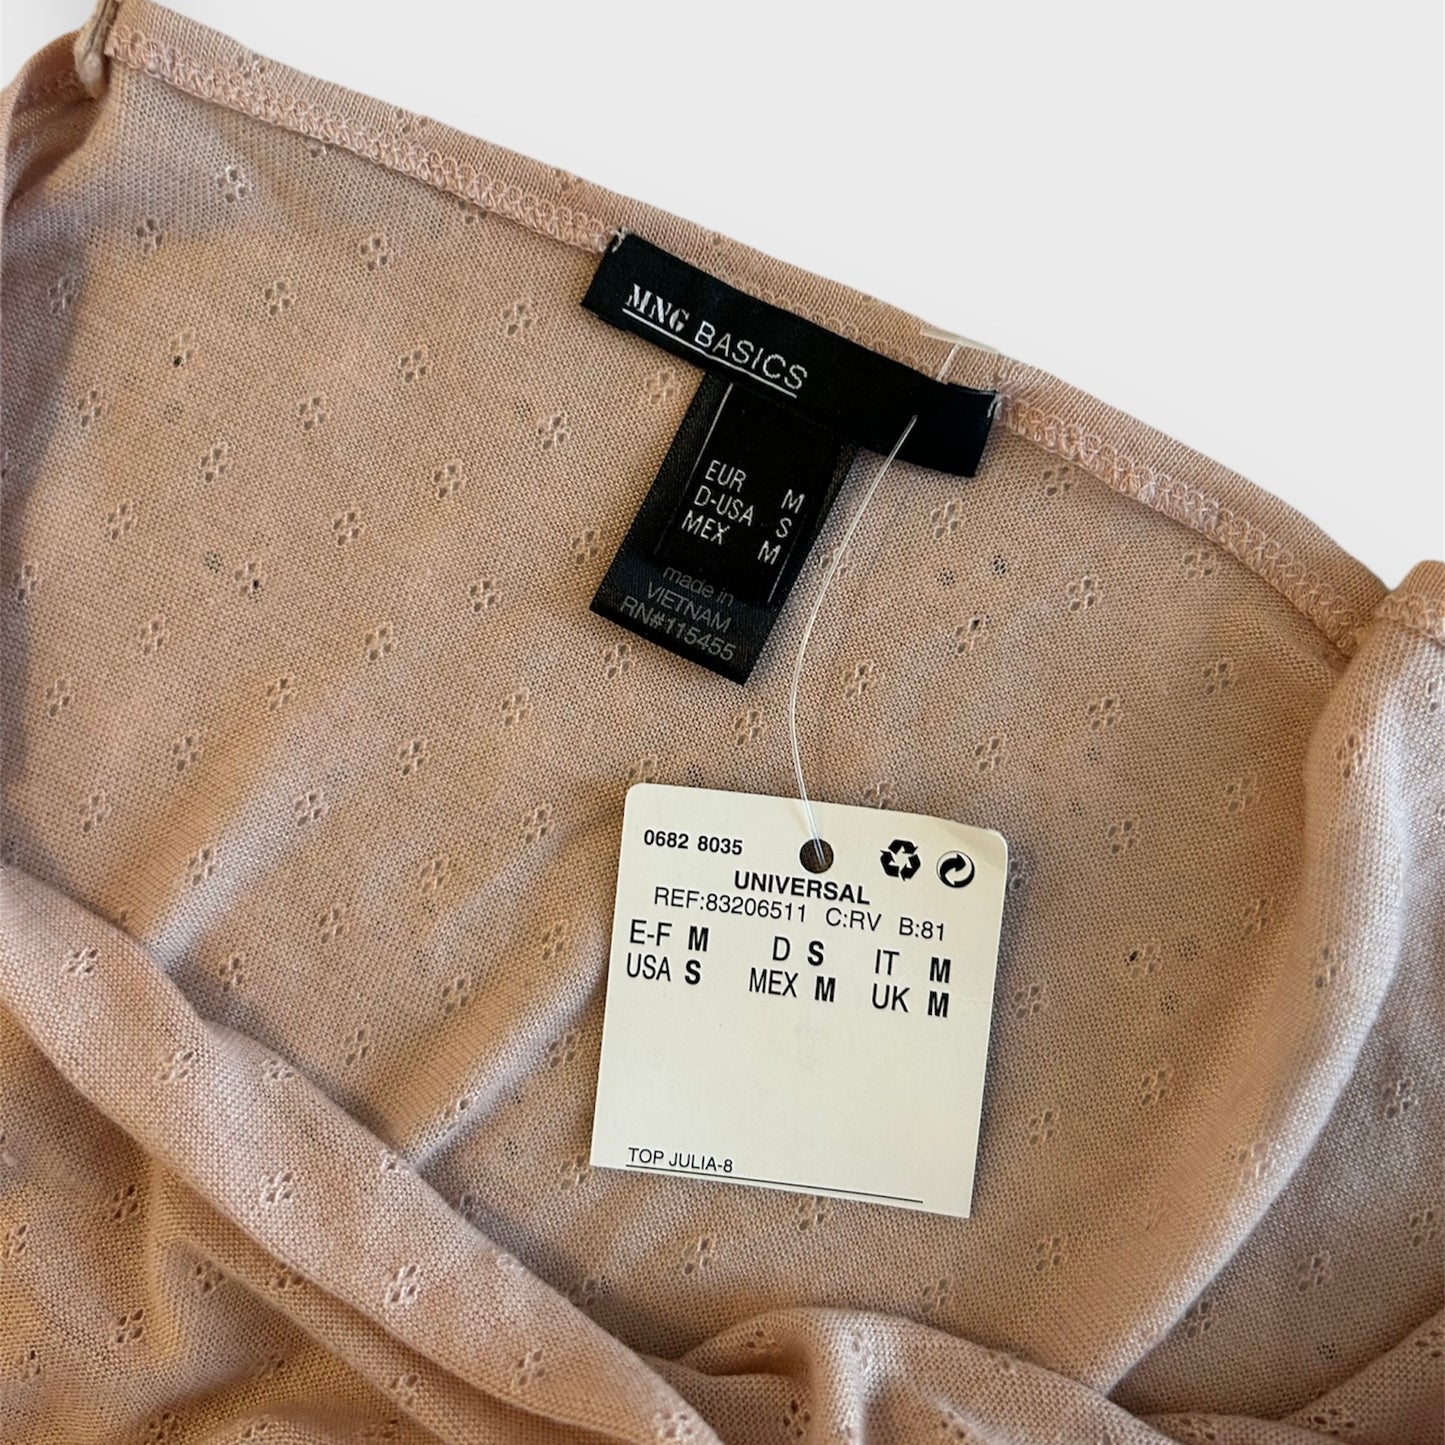 MNG BASICS
EUR M
D-USA S
MEX M
made in
VIETNAM
RN#115455
0682 8035
UNIVERSAL
REF:83206511 C:RV B:81
E-F M D S IT M
USA S MEX M UK M
TOP JULIA-8